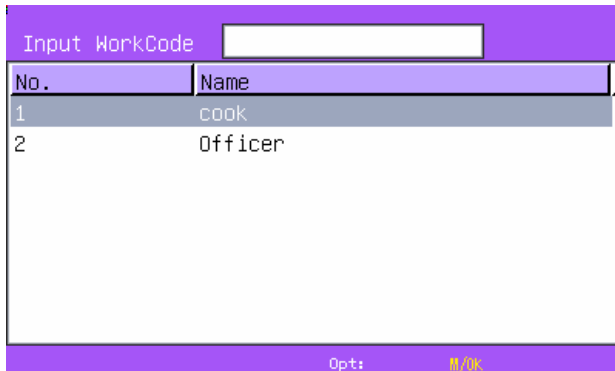 Input WorkCode
No. Name
1 cook
2 Officer
Opt: M/OK